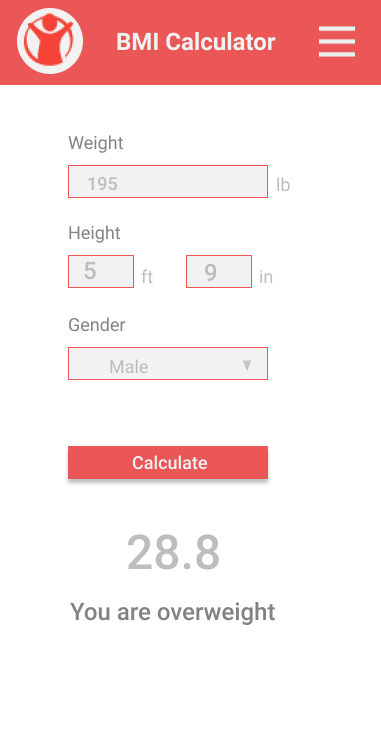 BMI Calculator
Weight
195 lb
Height
5 ft 9 in
Gender
Male ▼
Calculate
28.8
You are overweight